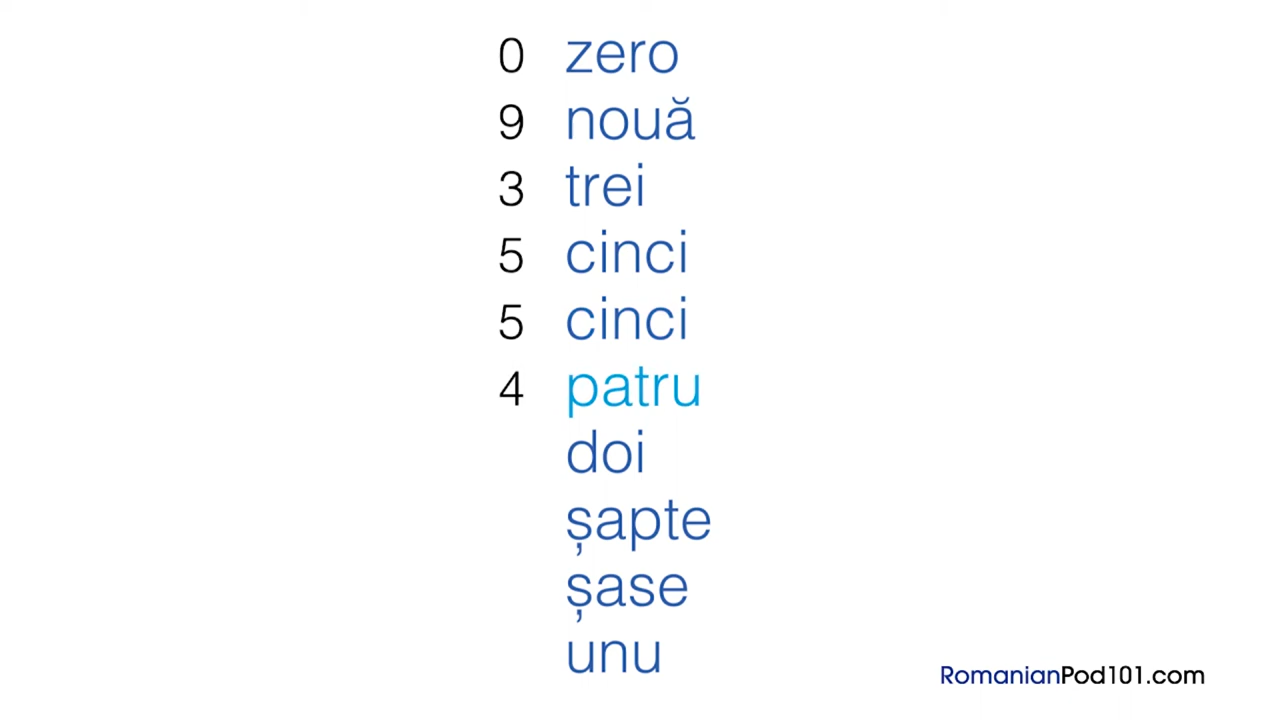 0 zero
9 nouă
3 trei
5 cinci
5 cinci
4 patru
doi
șapte
șase
unu
RomanianPod101.com